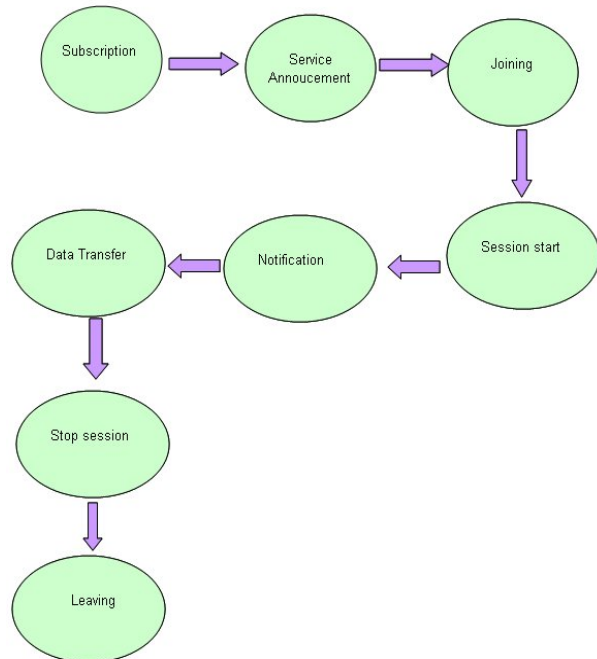 Subscription
Service
Annoucement
Joining
Session start
Notification
Data Transfer
Stop session
Leaving